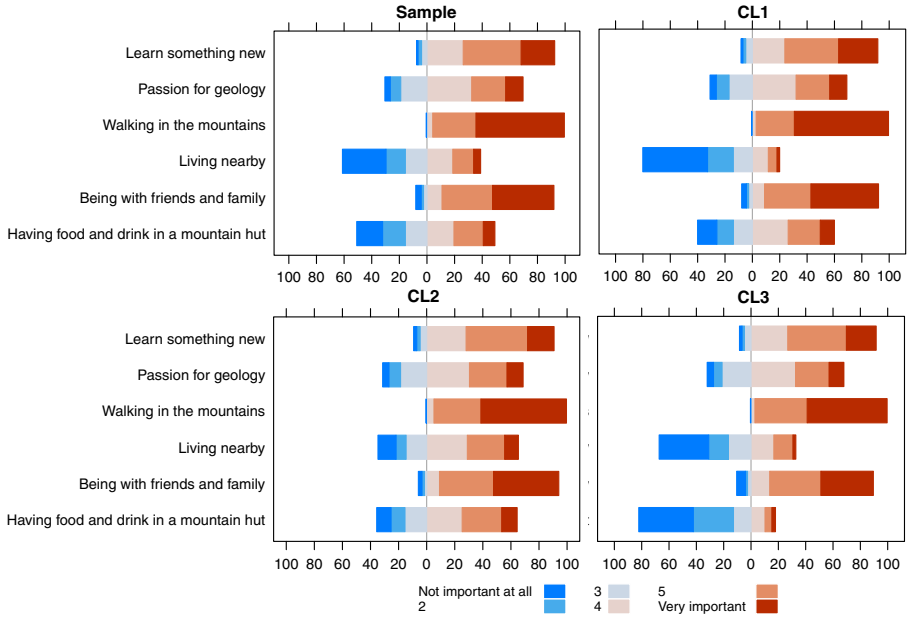 Sample
CL1
Learn something new
Passion for geology
Walking in the mountains
Living nearby
Being with friends and family
Having food and drink in a mountain hut
100 80 60 40 20 0 20 40 60 80 100
100 80 60 40 20 0 20 40 60 80 100
CL2
CL3
Learn something new
Passion for geology
Walking in the mountains
Living nearby
Being with friends and family
Having food and drink in a mountain hut
100 80 60 40 20 0 20 40 60 80 100
100 80 60 40 20 0 20 40 60 80 100
Not important at all 3 5
2 4 Very important